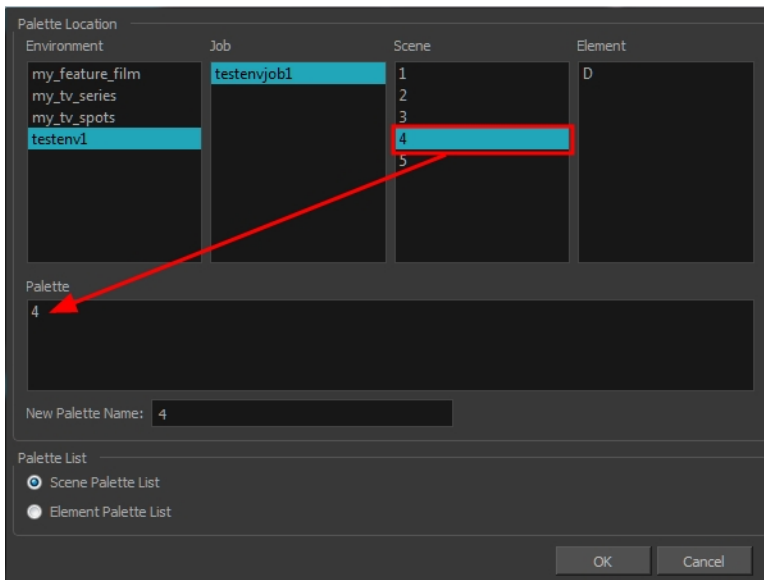 Palette Location
Environment Job Scene Element
my_feature_film testenvjob1 1 D
my_tv_series 2
my_tv_spots 3
testenv1 4
5
Palette
4
New Palette Name: 4
Palette List
Scene Palette List
Element Palette List
OK Cancel